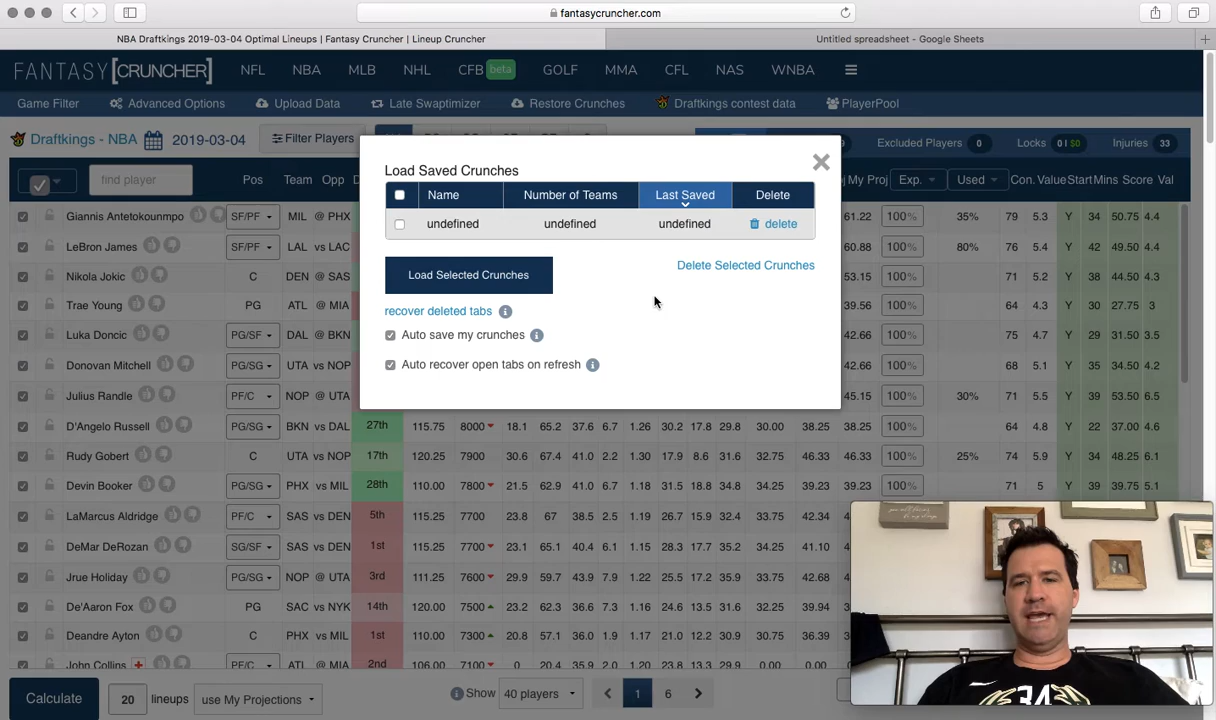 fantasycruncher.com
NBA Draftkings 2019-03-04 Optimal Lineups | Fantasy Cruncher | Lineup Cruncher Untitled spreadsheet - Google Sheets
FANTASY[CRUNCHER] NFL NBA MLB NHL CFB beta GOLF MMA CFL NAS WNBA
Game Filter Advanced Options Upload Data Late Swaptimizer Restore Crunches Draftkings contest data PlayerPool
Draftkings - NBA 2019-03-04 Filter Players Excluded Players 0 Locks 0 | $0 Injuries 33
find player Pos Team Opp My Proj Exp. Used Con. Value Start Mins Score Val
Load Saved Crunches
Name Number of Teams Last Saved Delete
undefined undefined undefined delete
Load Selected Crunches Delete Selected Crunches
recover deleted tabs
Auto save my crunches
Auto recover open tabs on refresh
Giannis Antetokounmpo SF/PF MIL @ PHX 61.22 100% 35% 79 5.3 Y 34 50.75 4.4
LeBron James SF/PF LAL vs LAC 60.88 100% 80% 76 5.4 Y 42 49.50 4.4
Nikola Jokic C DEN @ SAS 53.15 100% 71 5.2 Y 38 44.50 4.3
Trae Young PG ATL @ MIA 39.56 100% 64 4.3 Y 30 27.75 3
Luka Doncic PG/SF DAL @ BKN 100% 75 4.7 Y 29 31.50 3.8
Donovan Mitchell PG/SG UTA @ NOP 42.66 100% 68 5.1 Y 35 34.50 4.2
Julius Randle PF/C NOP @ UTA 45.15 100% 30% 71 5.5 Y 39 53.50 6.5
D'Angelo Russell PG/SG BKN vs DAL 27th 115.75 8000 18.1 65.2 37.6 6.7 1.26 30.2 17.8 29.8 30.00 38.25 38.25 100% 64 4.8 Y 22 37.00 4.6
Rudy Gobert C UTA @ NOP 17th 120.25 7900 30.6 67.4 41.0 2.2 1.30 17.9 8.6 31.6 32.75 46.33 46.33 100% 25% 74 5.9 Y 34 48.25 6.1
Devin Booker PG/SG PHX vs MIL 28th 110.00 7800 21.5 62.9 41.0 6.7 1.18 31.5 18.8 34.8 34.25 39.23 39.23 100% 71 5 Y 39 39.75 5.1
LaMarcus Aldridge PF/C SAS vs DEN 5th 115.25 7700 23.8 67 38.5 2.5 1.19 26.7 15.9 32.4 33.75 42.34
DeMar DeRozan SG/SF SAS vs DEN 1st 115.25 7700 23.1 65.1 40.4 6.1 1.15 28.3 17.7 35.2 34.25 41.10
Jrue Holiday PG/SG NOP @ UTA 3rd 111.25 7600 29.9 59.7 43.9 7.9 1.22 25.5 17.2 35.9 33.75 42.68
De'Aaron Fox PG SAC vs NYK 14th 120.00 7500 23.2 62.3 36.6 7.3 1.16 24.6 13.5 31.6 32.25 39.94
Deandre Ayton C PHX vs MIL 1st 110.00 7300 20.8 57.1 36.0 1.9 1.17 21.0 12.2 30.9 30.75 36.39
John Collins PF/C ATL @ MIA 2nd 106.00 7100 0 20.4 35.9 2.0 1.20 23.8 13.3 29.9 0.00 0.00
Calculate 20 lineups use My Projections Show 40 players 1 6
34